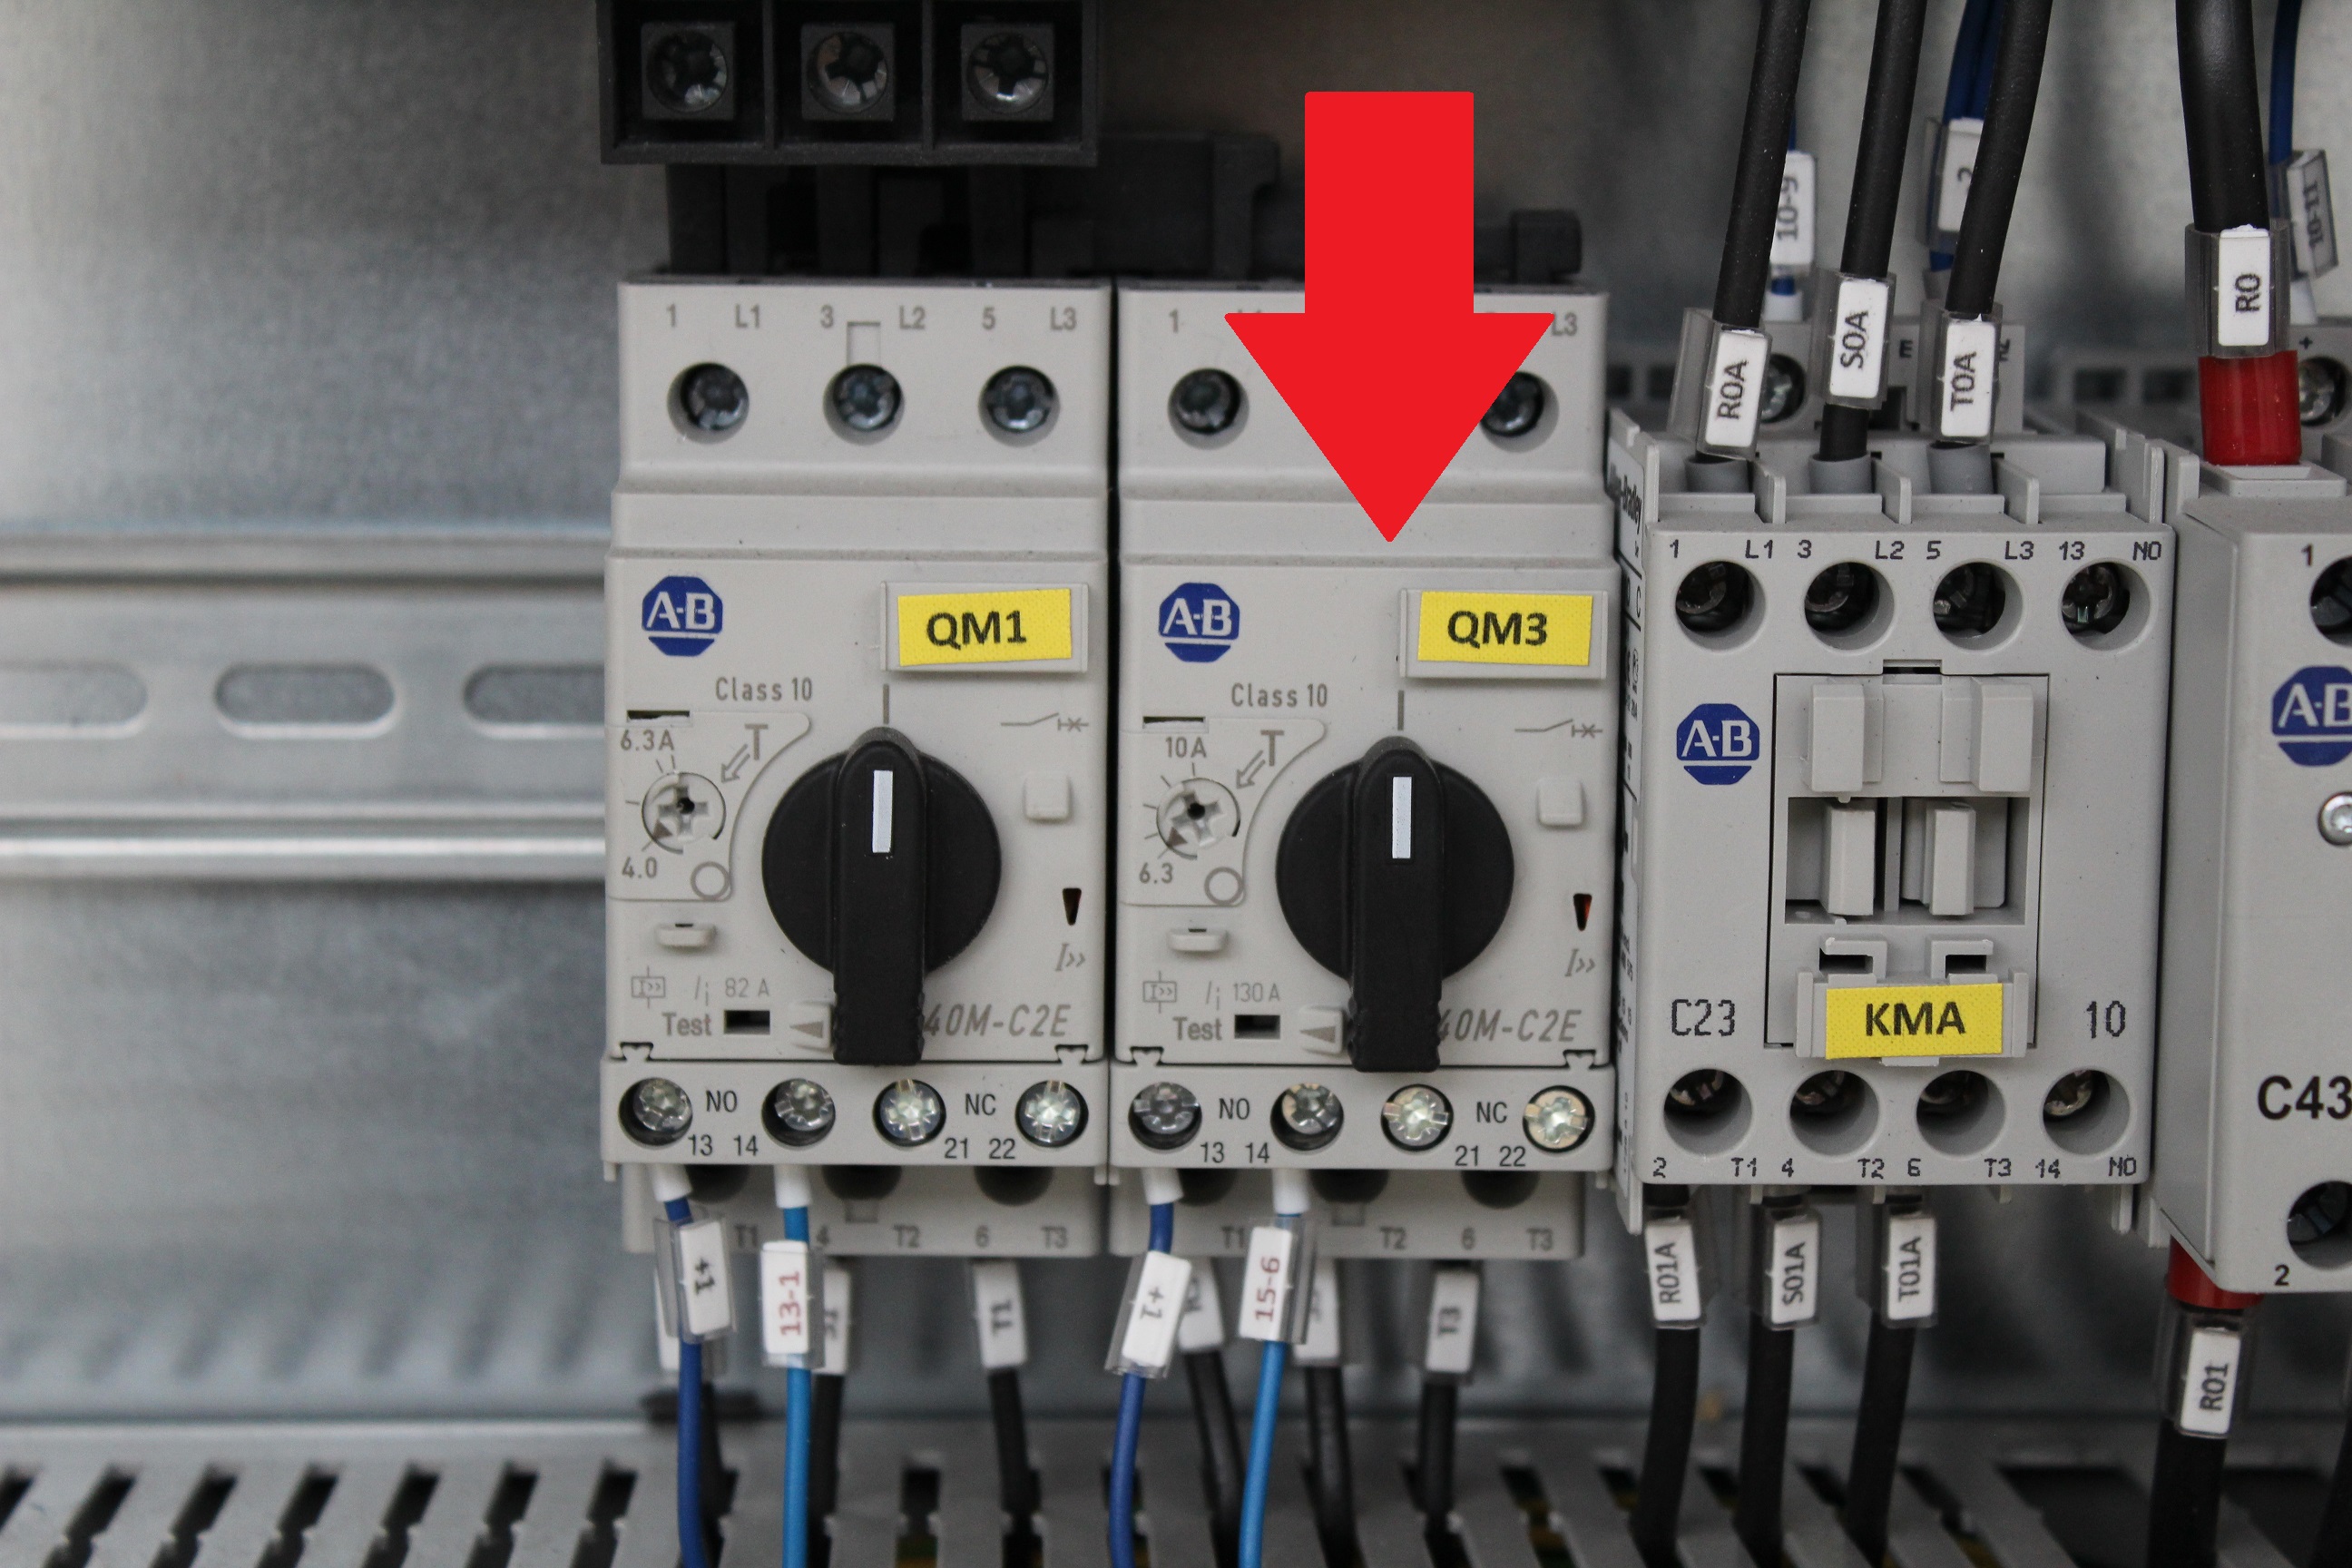 1 L1 3 L2 5 L3
1 L3
A-B
QM1
Class 10
6.3A
T
4.0
I>>
I>> Ii 82 A
Test
40M-C2E
NO
13 14
NC
21 22
T1 4 T2 6 T3
+1
13-1
T1
A-B
QM3
Class 10
10A
T
6.3
I>>
I>> Ii 130A
Test
40M-C2E
NO
13 14
NC
21 22
T1 T2 6 T3
+1
15-6
T3
10-9
2
10-11
R0A
S0A
T0A
R0
E
+
1 L1 3 L2 5 L3 13 NO
A-B
C23
KMA
10
2 T1 4 T2 6 T3 14 NO
R01A
S01A
T01A
1
A-B
C43
2
R01